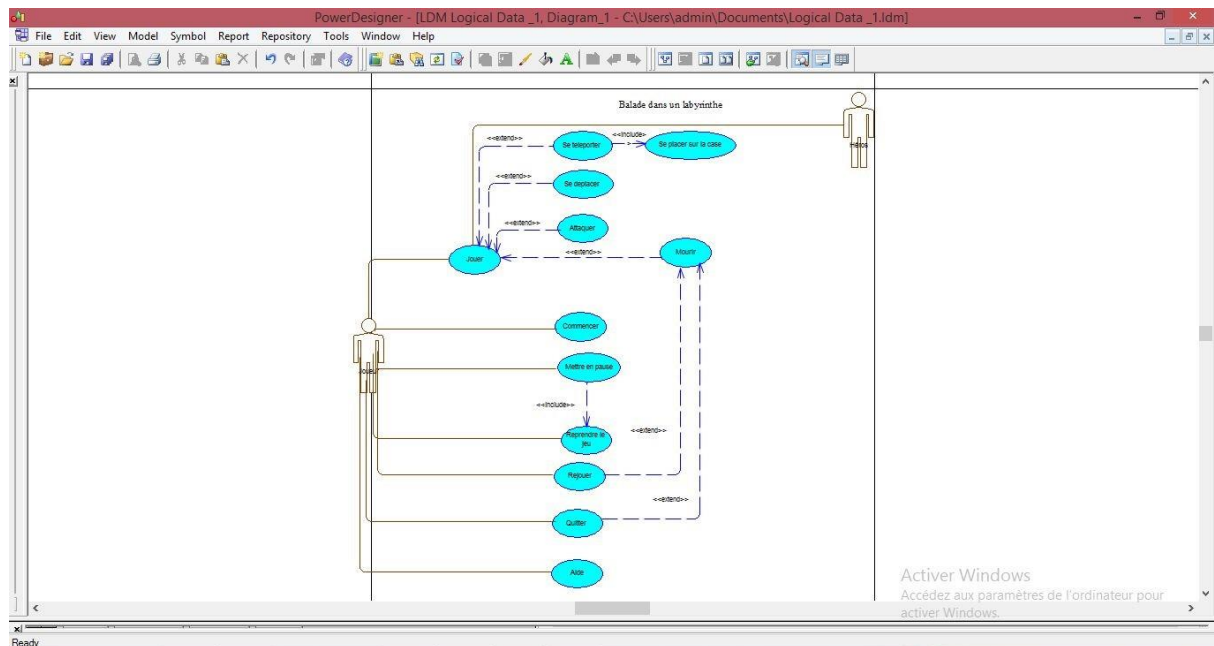 PowerDesigner - [LDM Logical Data _1, Diagram_1 - C:\Users\admin\Documents\Logical Data _1.ldm]
File Edit View Model Symbol Report Repository Tools Window Help
Balade dans un labyrinthe
Héros
<<extend>>
Se teleporter
<<include>
>
Se placer sur la case
<<extend>>
Se deplacer
<<extend>>
Attaquer
Jouer
<<extend>>
Mourir
Commencer
Joueur
Mettre en pause
<<include>>
Reprendre le
jeu
<<extend>>
Rejouer
<<extend>>
Quitter
Aide
Activer Windows
Accédez aux paramètres de l'ordinateur pour
activer Windows.
Ready